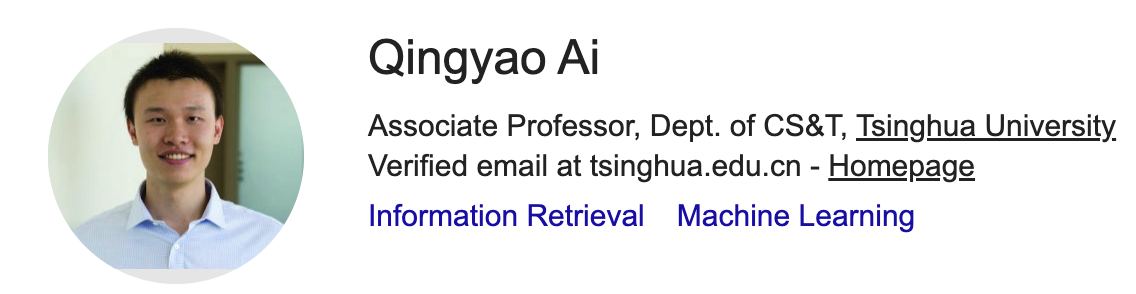 Qingyao Ai
Associate Professor, Dept. of CS&T, Tsinghua University
Verified email at tsinghua.edu.cn - Homepage
Information Retrieval Machine Learning